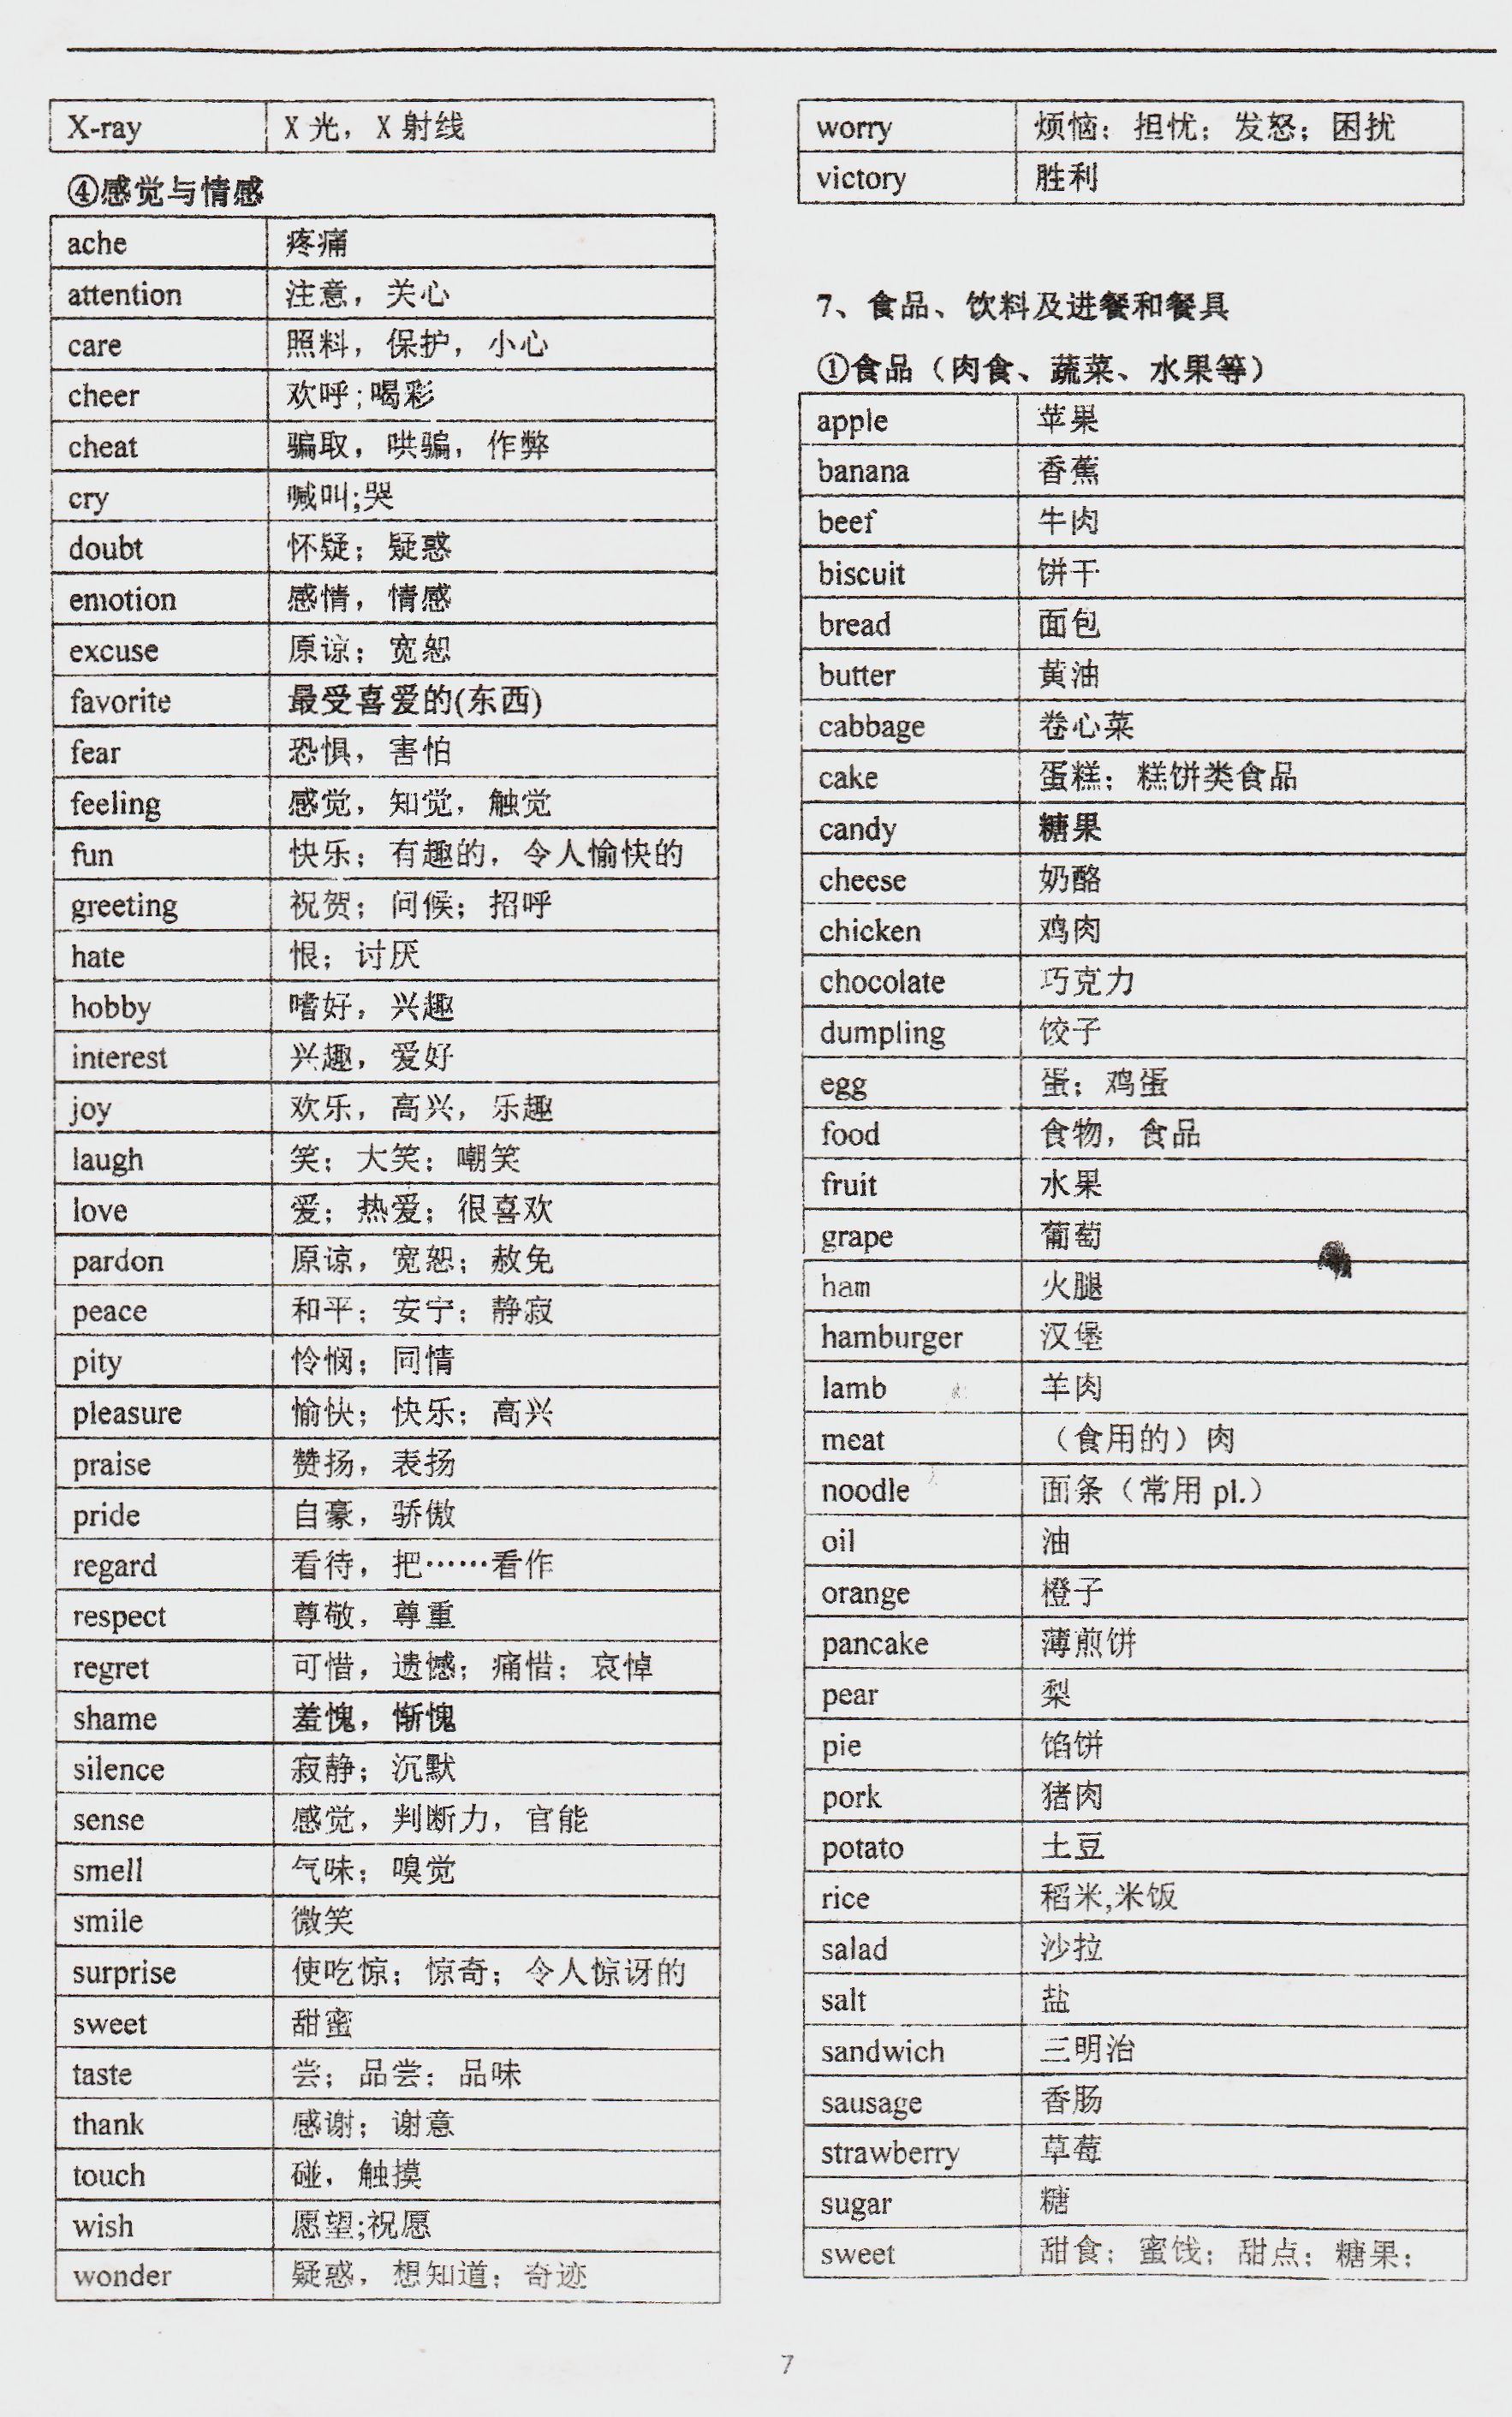 X-ray X 光，X 射线
④感觉与情感
ache 疼痛
attention 注意，关心
care 照料，保护，小心
cheer 欢呼;喝彩
cheat 骗取，哄骗，作弊
cry 喊叫;哭
doubt 怀疑；疑惑
emotion 感情，情感
excuse 原谅；宽恕
favorite 最受喜爱的(东西)
fear 恐惧，害怕
feeling 感觉，知觉，触觉
fun 快乐；有趣的，令人愉快的
greeting 祝贺；问候；招呼
hate 恨；讨厌
hobby 嗜好，兴趣
interest 兴趣，爱好
joy 欢乐，高兴，乐趣
laugh 笑；大笑；嘲笑
love 爱；热爱；很喜欢
pardon 原谅，宽恕；赦免
peace 和平；安宁；静寂
pity 怜悯；同情
pleasure 愉快；快乐；高兴
praise 赞扬，表扬
pride 自豪，骄傲
regard 看待，把……看作
respect 尊敬，尊重
regret 可惜，遗憾；痛惜；哀悼
shame 羞愧，惭愧
silence 寂静；沉默
sense 感觉，判断力，官能
smell 气味；嗅觉
smile 微笑
surprise 使吃惊；惊奇；令人惊讶的
sweet 甜蜜
taste 尝；品尝；品味
thank 感谢；谢意
touch 碰，触摸
wish 愿望;祝愿
wonder 疑惑，想知道；奇迹
worry 烦恼；担忧；发怒；困扰
victory 胜利
7、食品、饮料及进餐和餐具
①食品（肉食、蔬菜、水果等）
apple 苹果
banana 香蕉
beef 牛肉
biscuit 饼干
bread 面包
butter 黄油
cabbage 卷心菜
cake 蛋糕；糕饼类食品
candy 糖果
cheese 奶酪
chicken 鸡肉
chocolate 巧克力
dumpling 饺子
egg 蛋；鸡蛋
food 食物，食品
fruit 水果
grape 葡萄
ham 火腿
hamburger 汉堡
lamb 羊肉
meat （食用的）肉
noodle 面条（常用 pl.）
oil 油
orange 橙子
pancake 薄煎饼
pear 梨
pie 馅饼
pork 猪肉
potato 土豆
rice 稻米,米饭
salad 沙拉
salt 盐
sandwich 三明治
sausage 香肠
strawberry 草莓
sugar 糖
sweet 甜食；蜜饯；甜点；糖果；
7